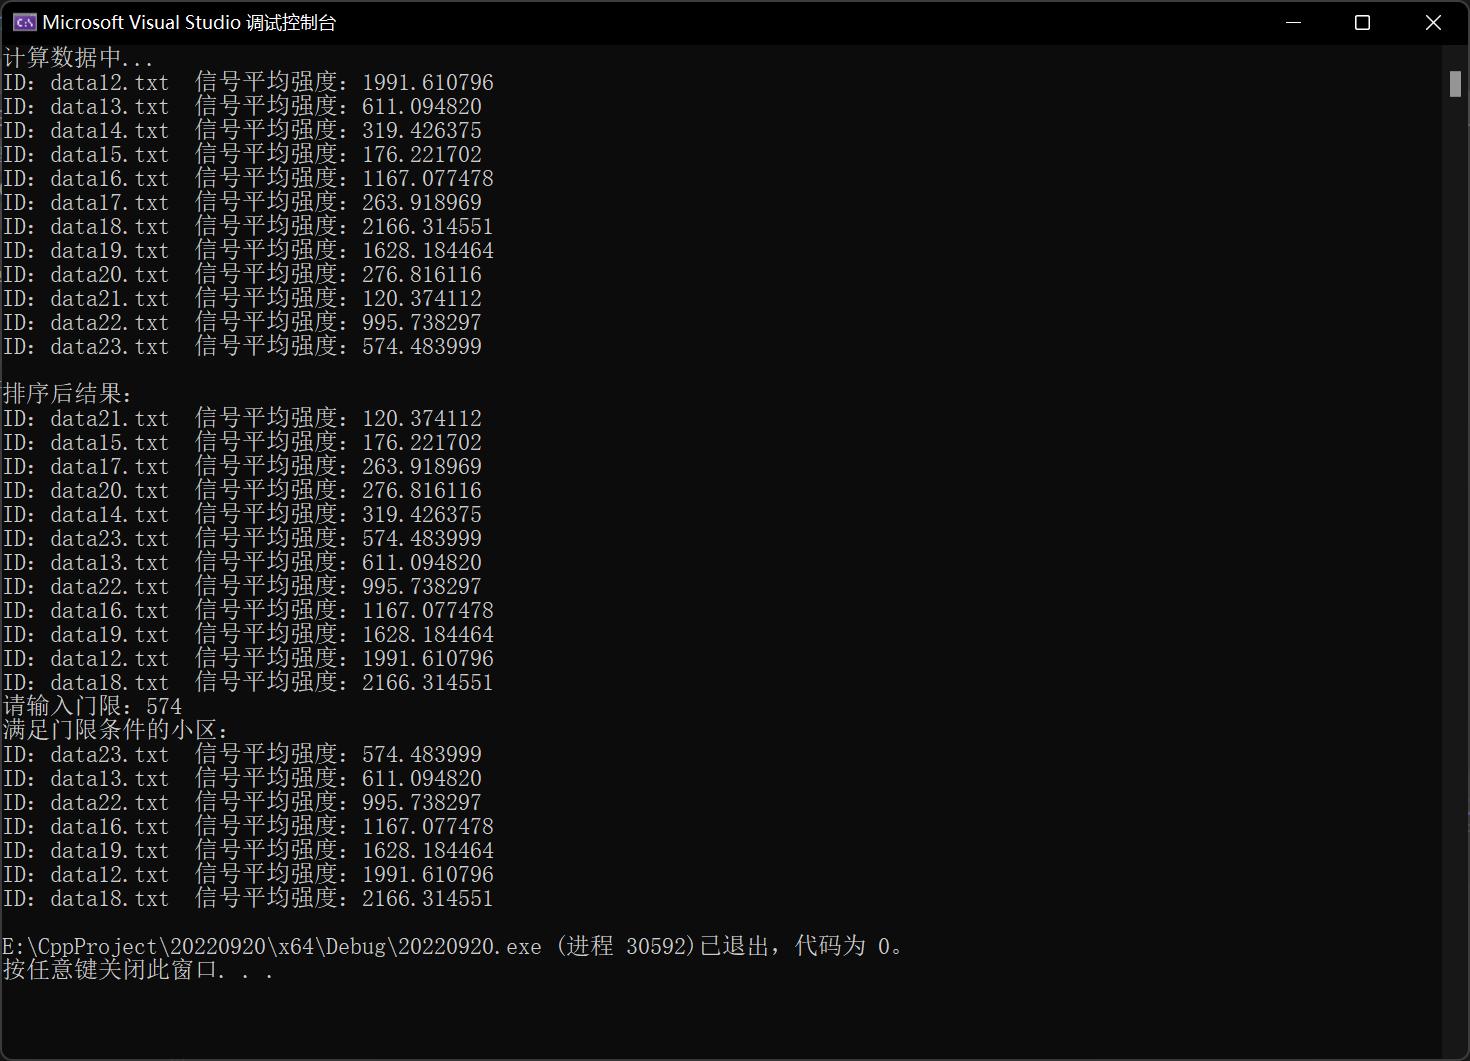 Microsoft Visual Studio 调试控制台
计算数据中...
ID: data12.txt  信号平均强度：1991.610796
ID: data13.txt  信号平均强度：611.094820
ID: data14.txt  信号平均强度：319.426375
ID: data15.txt  信号平均强度：176.221702
ID: data16.txt  信号平均强度：1167.077478
ID: data17.txt  信号平均强度：263.918969
ID: data18.txt  信号平均强度：2166.314551
ID: data19.txt  信号平均强度：1628.184464
ID: data20.txt  信号平均强度：276.816116
ID: data21.txt  信号平均强度：120.374112
ID: data22.txt  信号平均强度：995.738297
ID: data23.txt  信号平均强度：574.483999
排序后结果：
ID: data21.txt  信号平均强度：120.374112
ID: data15.txt  信号平均强度：176.221702
ID: data17.txt  信号平均强度：263.918969
ID: data20.txt  信号平均强度：276.816116
ID: data14.txt  信号平均强度：319.426375
ID: data23.txt  信号平均强度：574.483999
ID: data13.txt  信号平均强度：611.094820
ID: data22.txt  信号平均强度：995.738297
ID: data16.txt  信号平均强度：1167.077478
ID: data19.txt  信号平均强度：1628.184464
ID: data12.txt  信号平均强度：1991.610796
ID: data18.txt  信号平均强度：2166.314551
请输入门限：574
满足门限条件的小区：
ID: data23.txt  信号平均强度：574.483999
ID: data13.txt  信号平均强度：611.094820
ID: data22.txt  信号平均强度：995.738297
ID: data16.txt  信号平均强度：1167.077478
ID: data19.txt  信号平均强度：1628.184464
ID: data12.txt  信号平均强度：1991.610796
ID: data18.txt  信号平均强度：2166.314551
E:\CppProject\20220920\x64\Debug\20220920.exe (进程 30592)已退出，代码为 0。
按任意键关闭此窗口. . .